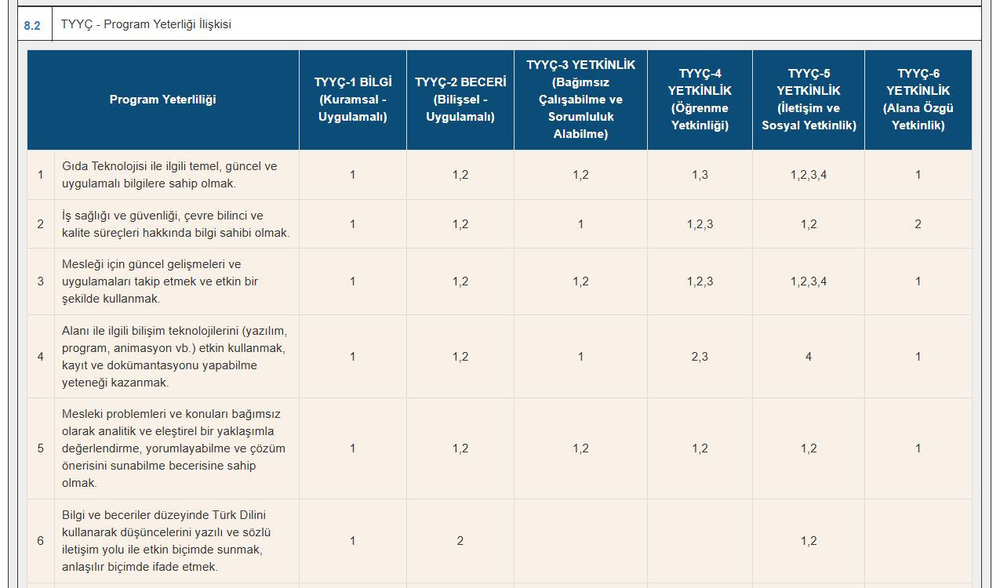 8.2 TYYÇ - Program Yeterliği İlişkisi
Program Yeterliliği
TYYÇ-1 BİLGİ
(Kuramsal -
Uygulamalı)
TYYÇ-2 BECERİ
(Bilişsel -
Uygulamalı)
TYYÇ-3 YETKİNLİK
(Bağımsız
Çalışabilme ve
Sorumluluk
Alabilme)
TYYÇ-4
YETKİNLİK
(Öğrenme
Yetkinliği)
TYYÇ-5
YETKİNLİK
(İletişim ve
Sosyal Yetkinlik)
TYYÇ-6
YETKİNLİK
(Alana Özgü
Yetkinlik)
1
Gıda Teknolojisi ile ilgili temel, güncel ve
uygulamalı bilgilere sahip olmak.
1 1,2 1,2 1,3 1,2,3,4 1
2
İş sağlığı ve güvenliği, çevre bilinci ve
kalite süreçleri hakkında bilgi sahibi olmak.
1 1,2 1 1,2,3 1,2 2
3
Mesleği için güncel gelişmeleri ve
uygulamaları takip etmek ve etkin bir
şekilde kullanmak.
1 1,2 1,2 1,2,3 1,2,3,4 1
4
Alanı ile ilgili bilişim teknolojilerini (yazılım,
program, animasyon vb.) etkin kullanmak,
kayıt ve dokümantasyonu yapabilme
yeteneği kazanmak.
1 1,2 1 2,3 4 1
5
Mesleki problemleri ve konuları bağımsız
olarak analitik ve eleştirel bir yaklaşımla
değerlendirme, yorumlayabilme ve çözüm
önerisini sunabilme becerisine sahip
olmak.
1 1,2 1,2 1,2 1,2 1
6
Bilgi ve beceriler düzeyinde Türk Dilini
kullanarak düşüncelerini yazılı ve sözlü
iletişim yolu ile etkin biçimde sunmak,
anlaşılır biçimde ifade etmek.
1 2 1,2